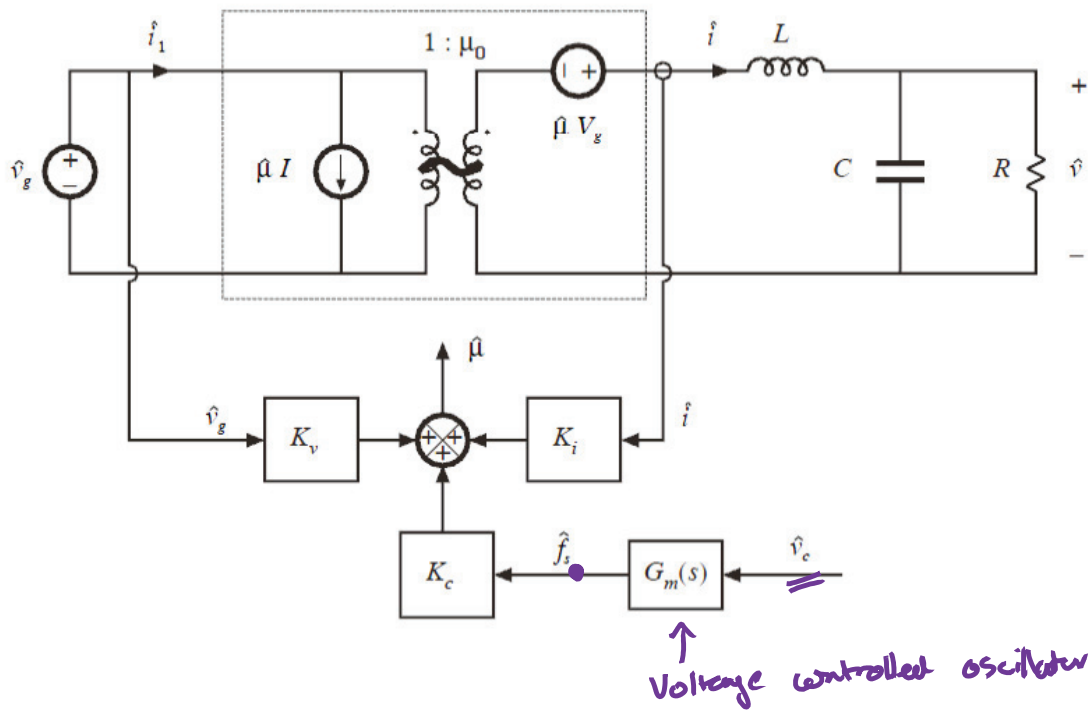 î₁
1 : μ₀
î
L
+
− +
v̂g
+
−
μ̂ I
μ̂ Vg
C
R
v̂
−
μ̂
v̂g
Kv
+ +
+
Ki
î
Kc
f̂s
Gm(s)
v̂c
Voltage controlled oscillator